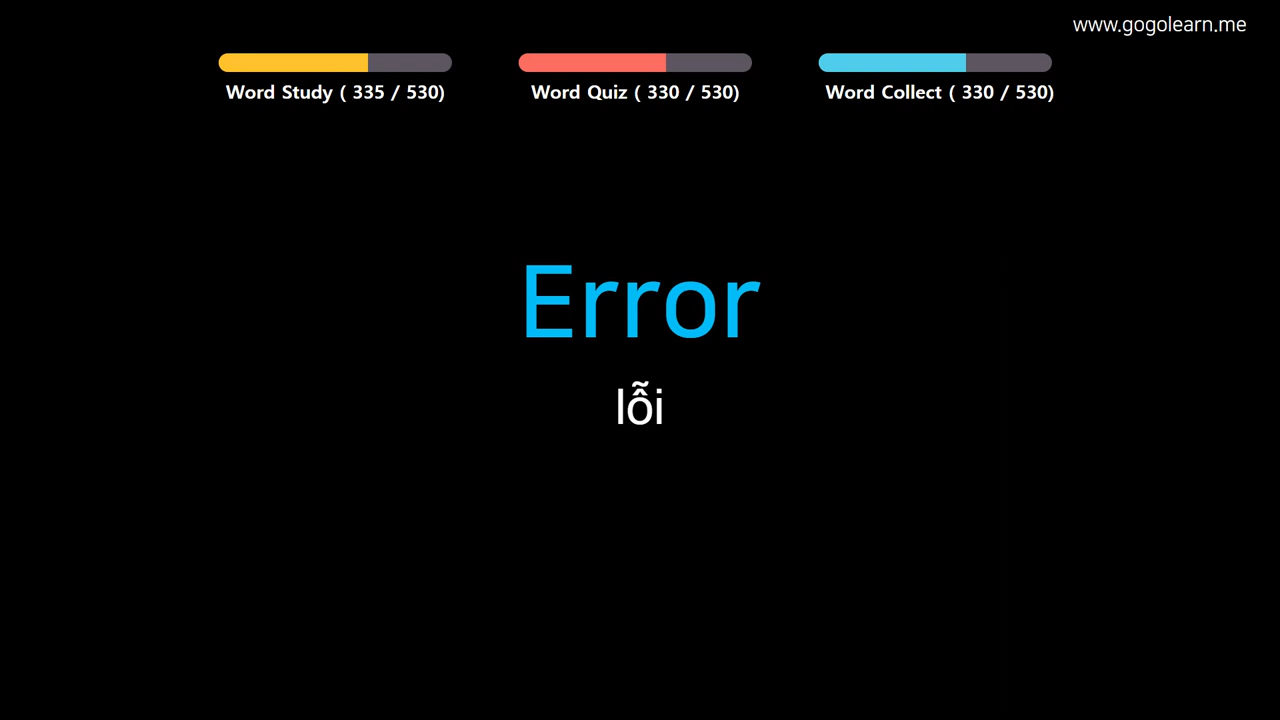 www.gogolearn.me
Word Study ( 335 / 530)
Word Quiz ( 330 / 530)
Word Collect ( 330 / 530)
Error
lỗi